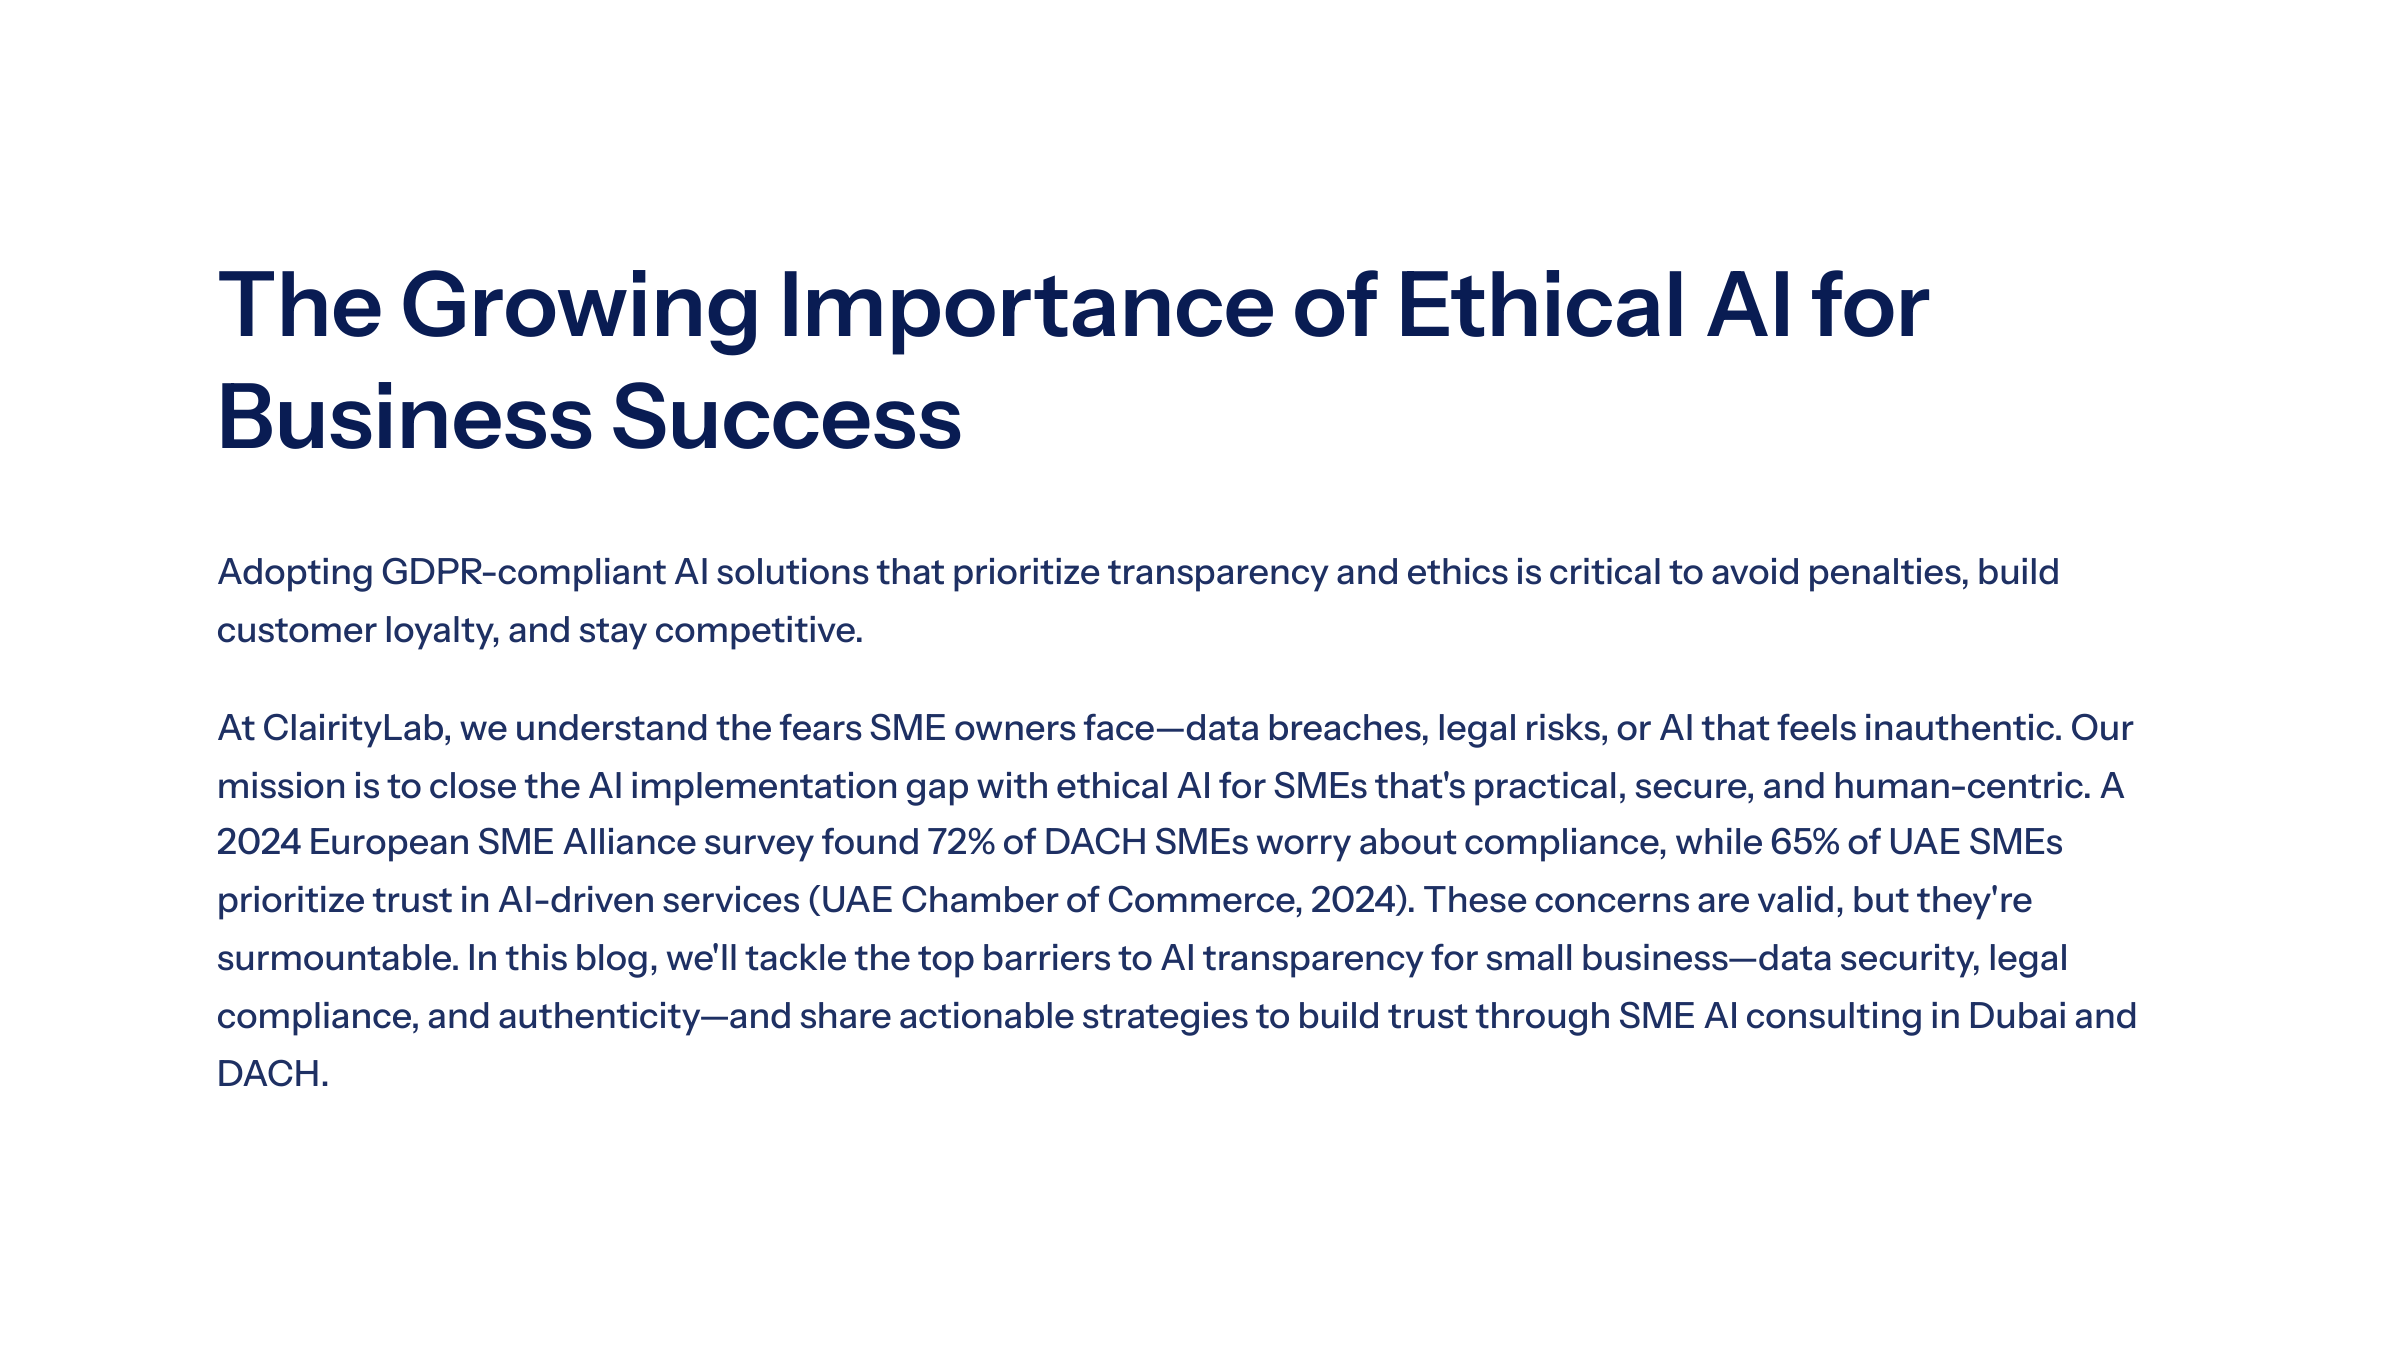 The Growing Importance of Ethical AI for
Business Success
Adopting GDPR-compliant AI solutions that prioritize transparency and ethics is critical to avoid penalties, build
customer loyalty, and stay competitive.
At ClairityLab, we understand the fears SME owners face—data breaches, legal risks, or AI that feels inauthentic. Our
mission is to close the AI implementation gap with ethical AI for SMEs that's practical, secure, and human-centric. A
2024 European SME Alliance survey found 72% of DACH SMEs worry about compliance, while 65% of UAE SMEs
prioritize trust in AI-driven services (UAE Chamber of Commerce, 2024). These concerns are valid, but they're
surmountable. In this blog, we'll tackle the top barriers to AI transparency for small business—data security, legal
compliance, and authenticity—and share actionable strategies to build trust through SME AI consulting in Dubai and
DACH.